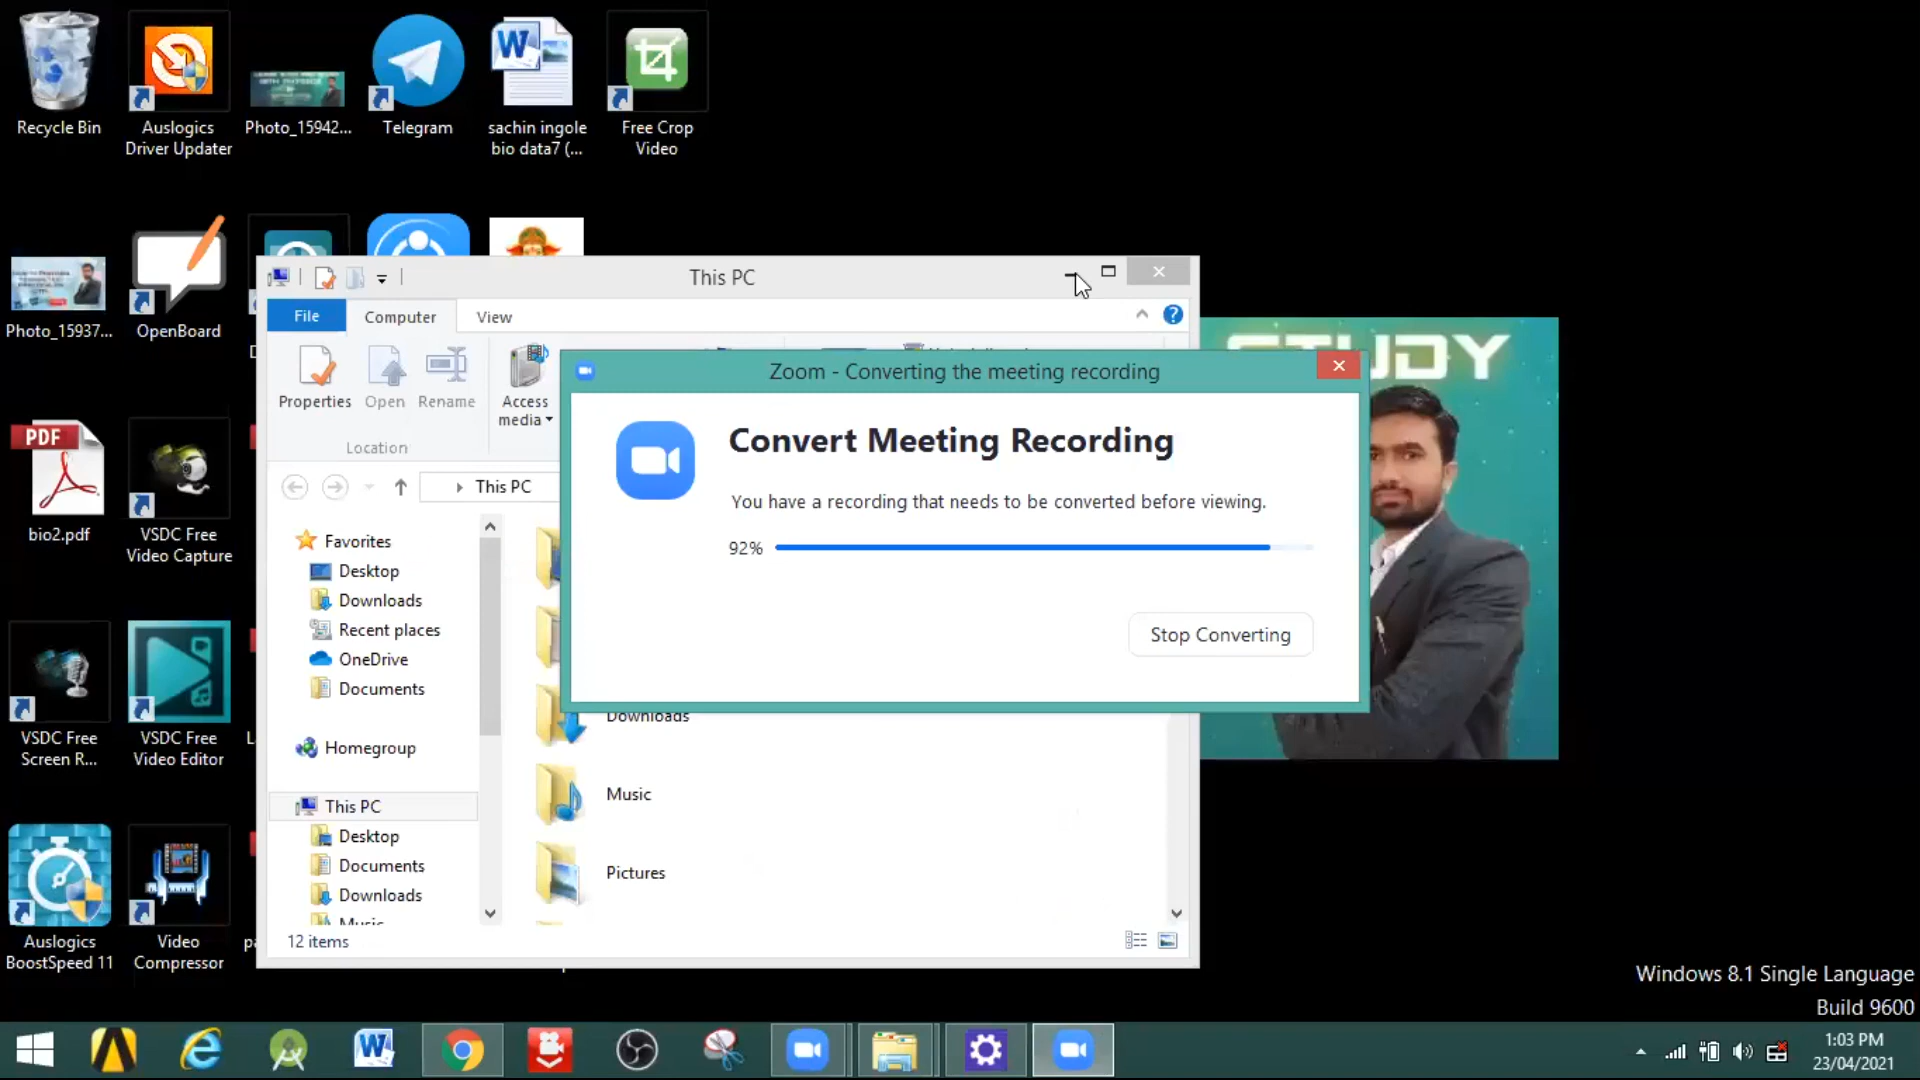 Recycle Bin
Auslogics
Driver Updater
Photo_15942...
Telegram
sachin ingole
bio data7 (...
Free Crop
Video
Photo_15937...
OpenBoard
This PC
File
Computer
View
STUDY
Properties
Open
Rename
Access
media
Location
This PC
Zoom - Converting the meeting recording
Convert Meeting Recording
You have a recording that needs to be converted before viewing.
92%
Stop Converting
PDF
bio2.pdf
VSDC Free
Video Capture
Favorites
Desktop
Downloads
Recent places
OneDrive
Documents
Homegroup
This PC
Desktop
Documents
Downloads
Music
Downloads
Music
Pictures
12 items
VSDC Free
Screen R...
VSDC Free
Video Editor
Auslogics
BoostSpeed 11
Video
Compressor
Windows 8.1 Single Language
Build 9600
1:03 PM
23/04/2021